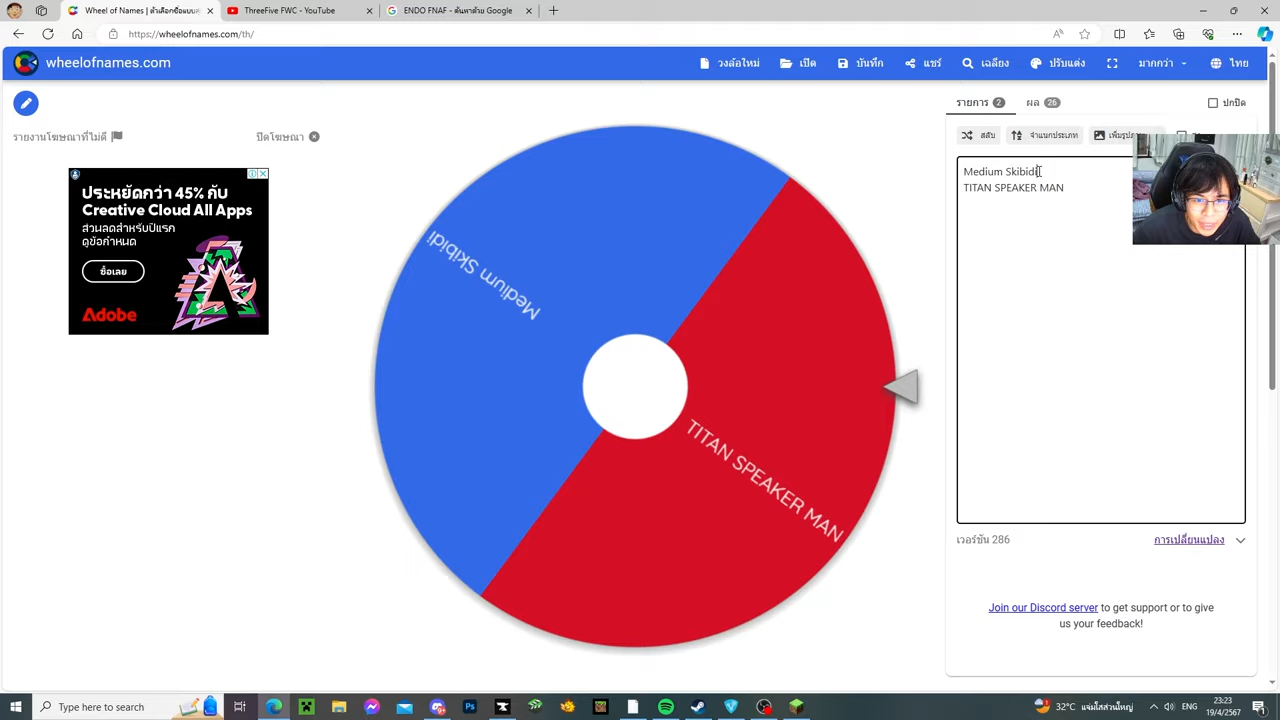 Wheel of Names | ตัวเลือกชื่อแบบสุ่
ThreeFive FWC - YouTube
ENDO FNAF - ค้นหาด้วย Google
https://wheelofnames.com/th/
wheelofnames.com
วงล้อใหม่
เปิด
บันทึก
แชร์
เฉลียง
ปรับแต่ง
มากกว่า
ไทย
รายการ 2
ผล 26
ปกปิด
รายงานโฆษณาที่ไม่ดี
ปิดโฆษณา
สลับ
จำแนกประเภท
ประหยัดกว่า 45% กับ
Creative Cloud All Apps
ส่วนลดสำหรับปีแรก
ดูข้อกำหนด
ซื้อเลย
Adobe
Medium Skibidi
TITAN SPEAKER MAN
Medium Skibidi
TITAN SPEAKER MAN
เวอร์ชัน 286
การเปลี่ยนแปลง
Join our Discord server to get support or to give
us your feedback!
Type here to search
32°C
แจ่มใสส่วนใหญ่
23:23
19/4/2567